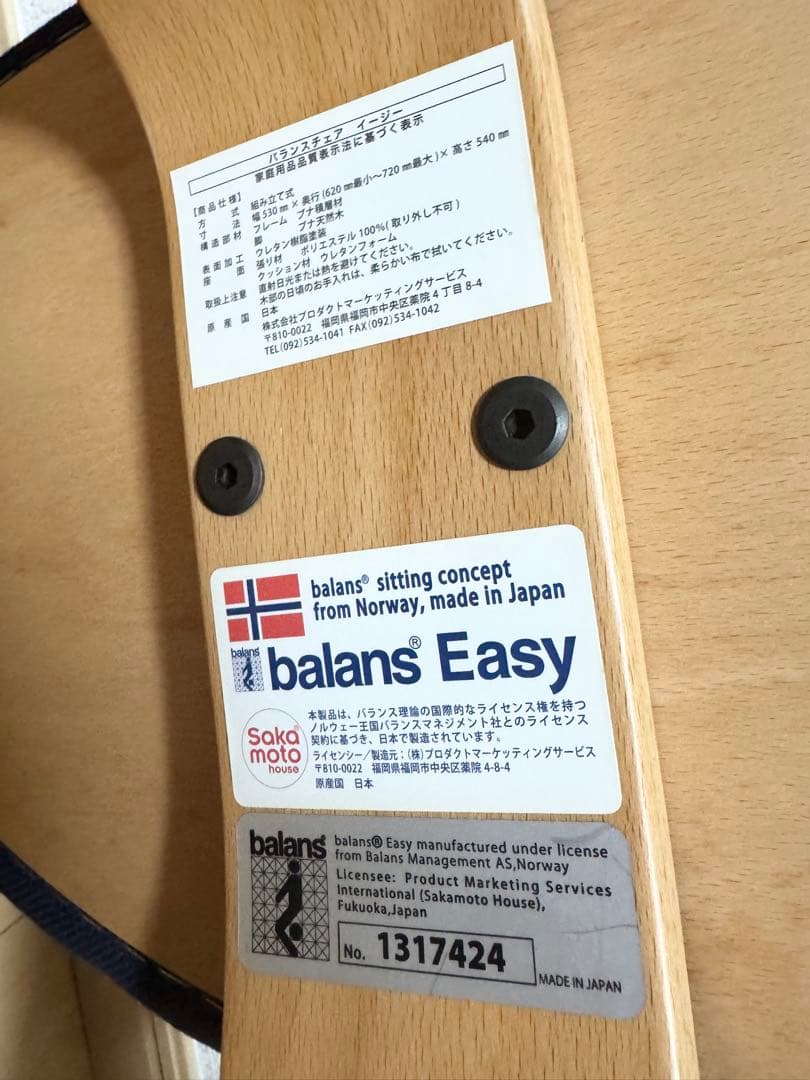 バランスチェア　イージー
家庭用品品質表示法に基づく表示
【商品仕様】
方　式　組み立て式
寸　法　幅530㎜×奥行(620㎜最小～720㎜最大)×高さ540㎜
構造部材　フレーム　ブナ積層材
脚　ブナ天然木
表面加工　ウレタン樹脂塗装
座　面　張り材　ポリエステル100%(取り外し不可)
クッション材　ウレタンフォーム
取扱上注意　直射日光または熱を避けてください。
木部の日頃のお手入れは、柔らかい布で拭いてください。
原産国　日本
株式会社プロダクトマーケッティングサービス
〒810-0022　福岡県福岡市中央区薬院4丁目8-4
TEL(092)534-1041 FAX(092)534-1042
balans® sitting concept
from Norway, made in Japan
balans
balans® Easy
本製品は、バランス理論の国際的なライセンス権を持つ
ノルウェー王国バランスマネジメント社とのライセンス
契約に基づき、日本で製造されています。
Saka®
moto
house
ライセンシー/製造元：(株)プロダクトマーケッティングサービス
〒810-0022　福岡県福岡市中央区薬院4-8-4
原産国　日本
balans®
balans® Easy manufactured under license
from Balans Management AS,Norway
Licensee: Product Marketing Services
International (Sakamoto House),
Fukuoka,Japan
No. 1317424
MADE IN JAPAN